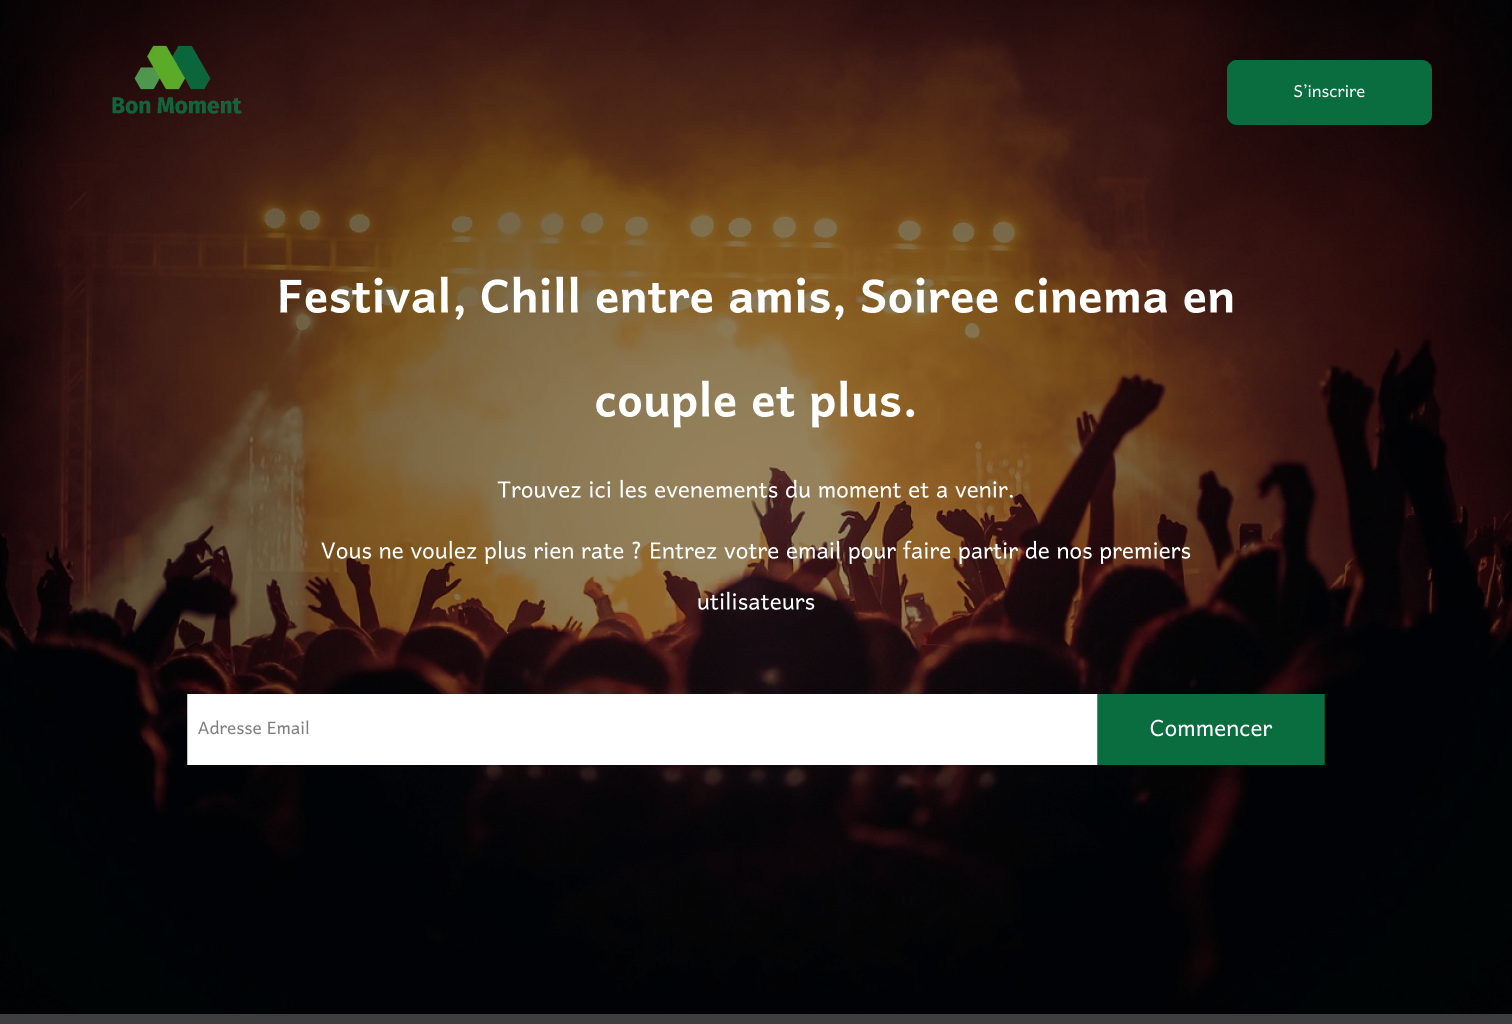 Bon Moment
S'inscrire
Festival, Chill entre amis, Soiree cinema en
couple et plus.
Trouvez ici les evenements du moment et a venir.
Vous ne voulez plus rien rate ? Entrez votre email pour faire partir de nos premiers
utilisateurs
Adresse Email
Commencer